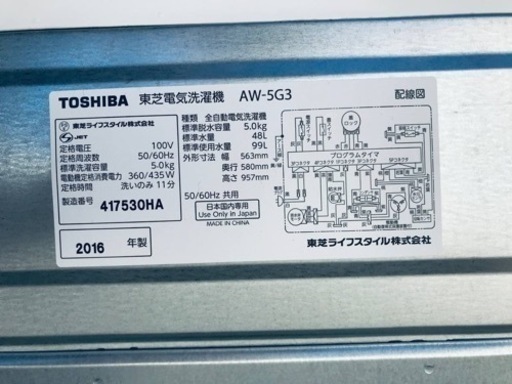 TOSHIBA 東芝電気洗濯機 AW-5G3 配線図
東芝ライフスタイル株式会社
JET
定格電圧 100V
定格周波数 50/60Hz
標準洗濯容量 5.0kg
電動機定格消費電力 360/435W
洗いのみ 11分
製造番号 417530HA
2016 年製
種類 全自動電気洗濯機
標準脱水容量 5.0kg
標準水量 48L
標準使用水量 99L
外形寸法 幅 563mm
奥行 580mm
高さ 957mm
50/60Hz 共用
日本国内専用
Use Only in Japan
MADE IN CHINA
プログラムタイマ
東芝ライフスタイル株式会社